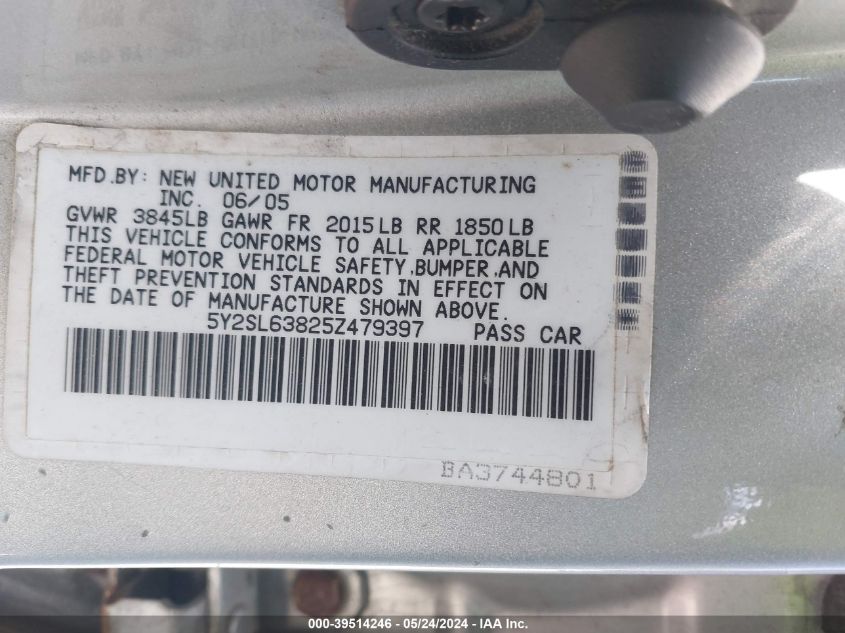 MFD.BY: NEW UNITED MOTOR MANUFACTURING
INC. 06/05
GVWR 3845LB GAWR FR 2015LB RR 1850LB
THIS VEHICLE CONFORMS TO ALL APPLICABLE
FEDERAL MOTOR VEHICLE SAFETY,BUMPER,AND
THEFT PREVENTION STANDARDS IN EFFECT ON
THE DATE OF MANUFACTURE SHOWN ABOVE.
5Y2SL63825Z479397 PASS CAR
BA3744801
000-39514246 - 05/24/2024 - IAA Inc.